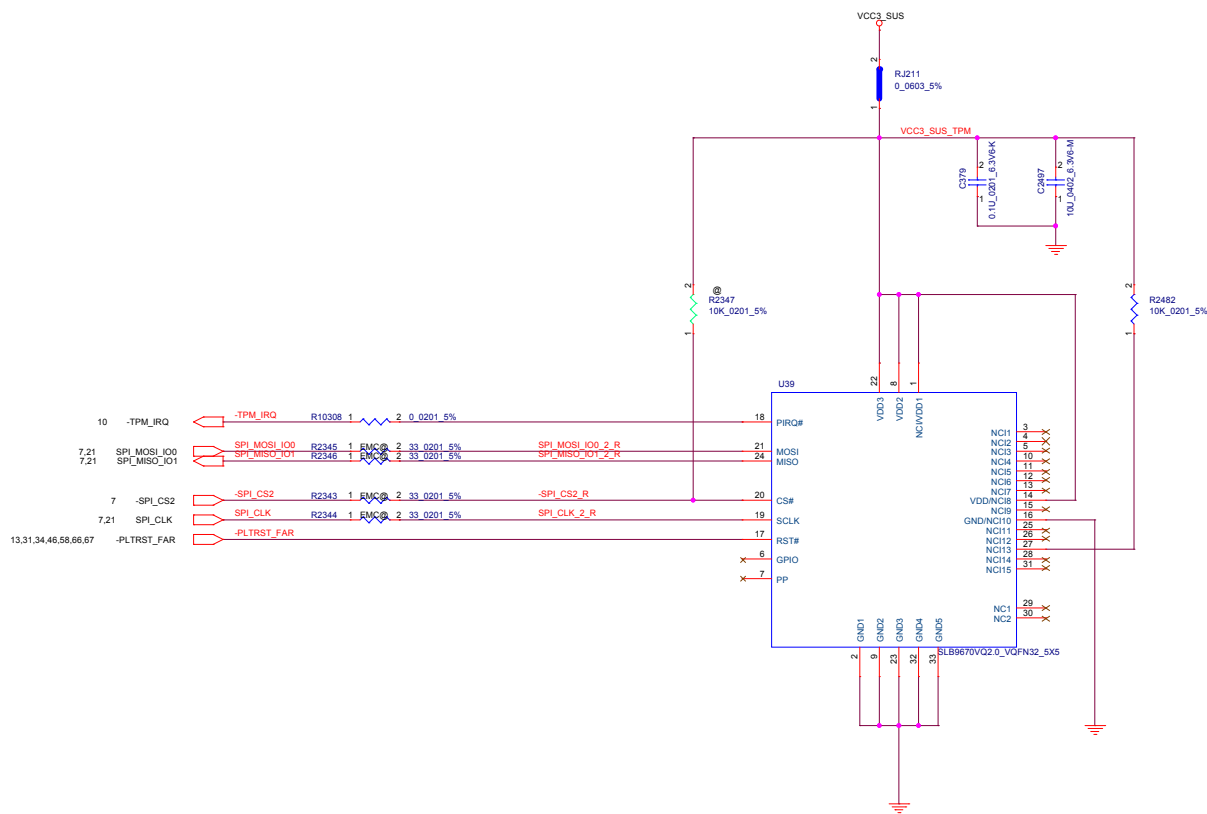 VCC3_SUS
2
RJ211
0_0603_5%
1
VCC3_SUS_TPM
2
C379
1
0.1U_0201_6.3V6-K
2
C2497
1
10U_0402_6.3V6-M
2
@
R2347
10K_0201_5%
1
2
R2482
10K_0201_5%
1
U39
22
8
1
VDD3
VDD2
NCI/VDD1
10 -TPM_IRQ -TPM_IRQ R10308 1 2 0_0201_5% 18 PIRQ#
7,21 SPI_MOSI_IO0 SPI_MOSI_IO0 R2345 1 EMC@ 2 33_0201_5% SPI_MOSI_IO0_2_R 21 MOSI
7,21 SPI_MISO_IO1 SPI_MISO_IO1 R2346 1 EMC@ 2 33_0201_5% SPI_MISO_IO1_2_R 24 MISO
7 -SPI_CS2 -SPI_CS2 R2343 1 EMC@ 2 33_0201_5% -SPI_CS2_R 20 CS#
7,21 SPI_CLK SPI_CLK R2344 1 EMC@ 2 33_0201_5% SPI_CLK_2_R 19 SCLK
13,31,34,46,58,66,67 -PLTRST_FAR -PLTRST_FAR 17 RST#
6 GPIO
7 PP
NCI1 3
NCI2 4
NCI3 5
NCI4 10
NCI5 11
NCI6 12
NCI7 13
VDD/NCI8 14
NCI9 15
GND/NCI10 16
NCI11 25
NCI12 26
NCI13 27
NCI14 28
NCI15 31
NC1 29
NC2 30
GND1
GND2
GND3
GND4
GND5
2
9
23
32
33
SLB9670VQ2.0_VQFN32_5X5